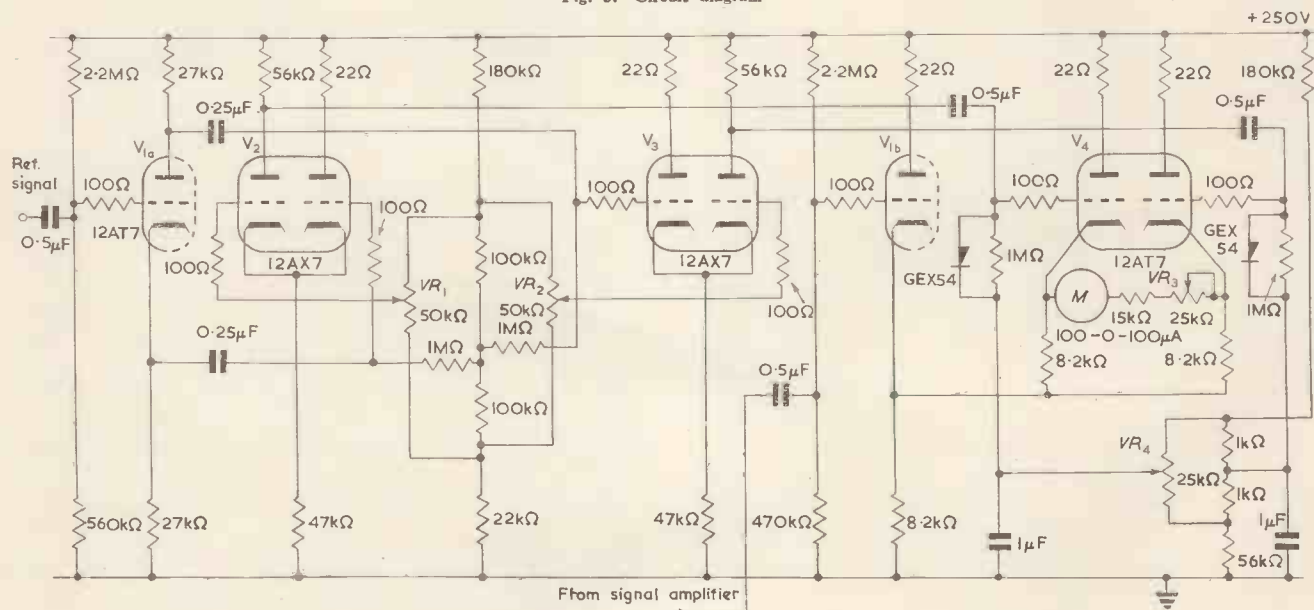 Fig. 3. Circuit diagram
+250V
2·2MΩ
27kΩ
56kΩ
22Ω
180kΩ
22Ω
56kΩ
2·2MΩ
22Ω
22Ω
22Ω
180kΩ
0·25µF
0·5µF
0·5µF
V1a
V2
V3
V1b
V4
Ref.
signal
100Ω
100Ω
100Ω
100Ω
100Ω
100Ω
0·5µF
12AT7
12AX7
12AX7
12AT7
GEX
54
100Ω
100kΩ
100Ω
GEX54
1MΩ
VR1
50kΩ
VR2
50kΩ
M
VR3
15kΩ
25kΩ
1MΩ
100-0-100µA
0·25µF
1MΩ
1MΩ
0·5µF
8·2kΩ
8·2kΩ
100kΩ
VR4
25kΩ
1kΩ
1kΩ
560kΩ
27kΩ
47kΩ
22kΩ
47kΩ
470kΩ
8·2kΩ
1µF
56kΩ
1µF
From signal amplifier